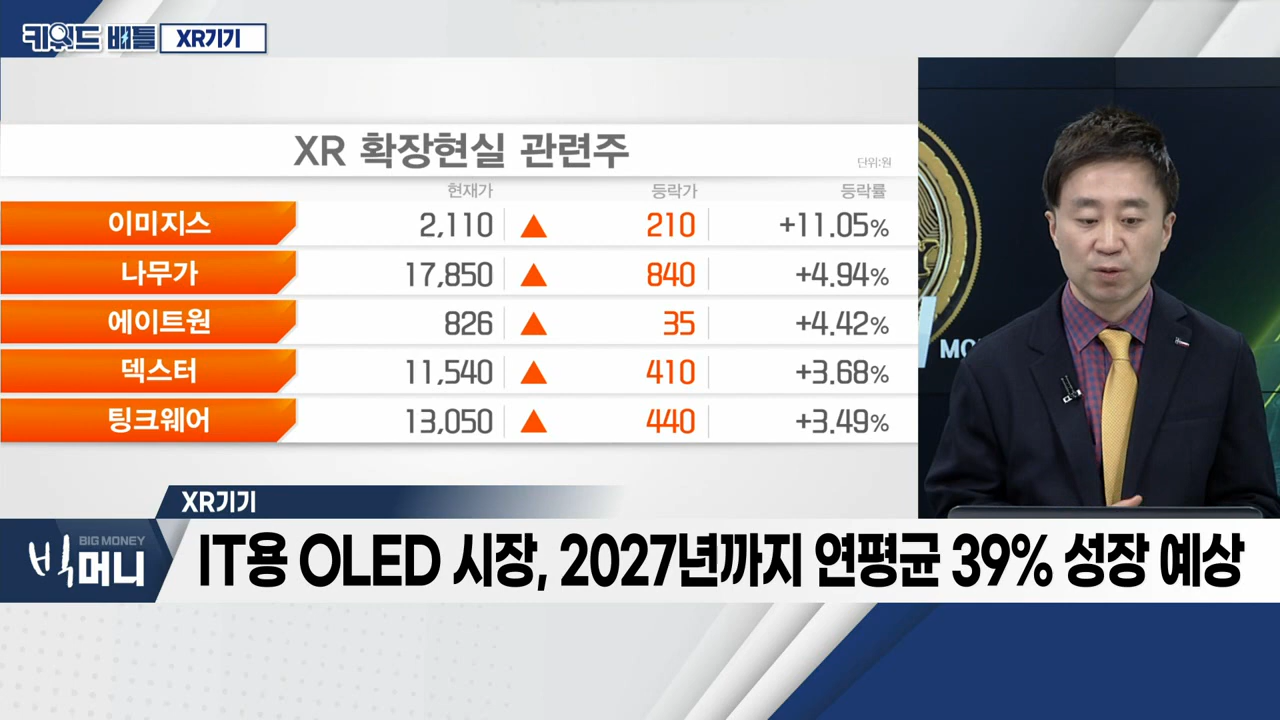 키워드 배틀 XR기기
XR 확장현실 관련주
단위:원
현재가 등락가 등락률
이미지스 2,110 ▲ 210 +11.05%
나무가 17,850 ▲ 840 +4.94%
에이트원 826 ▲ 35 +4.42%
덱스터 11,540 ▲ 410 +3.68%
팅크웨어 13,050 ▲ 440 +3.49%
XR기기
BIG MONEY
빅머니
IT용 OLED 시장, 2027년까지 연평균 39% 성장 예상